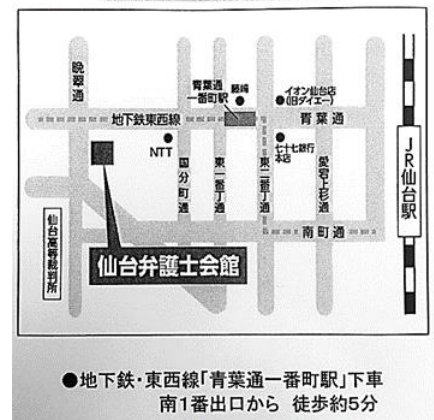 晩翠通
青葉通
一番町駅
藤崎
イオン仙台店
(旧ダイエー)
地下鉄東西線
青葉通
NTT
七十七銀行
本店
国分町通
東一番丁通
東二番丁通
愛宕上杉通
JR仙台駅
南町通
仙台高等裁判所
仙台弁護士会館
●地下鉄・東西線「青葉通一番町駅」下車
南1番出口から 徒歩約5分